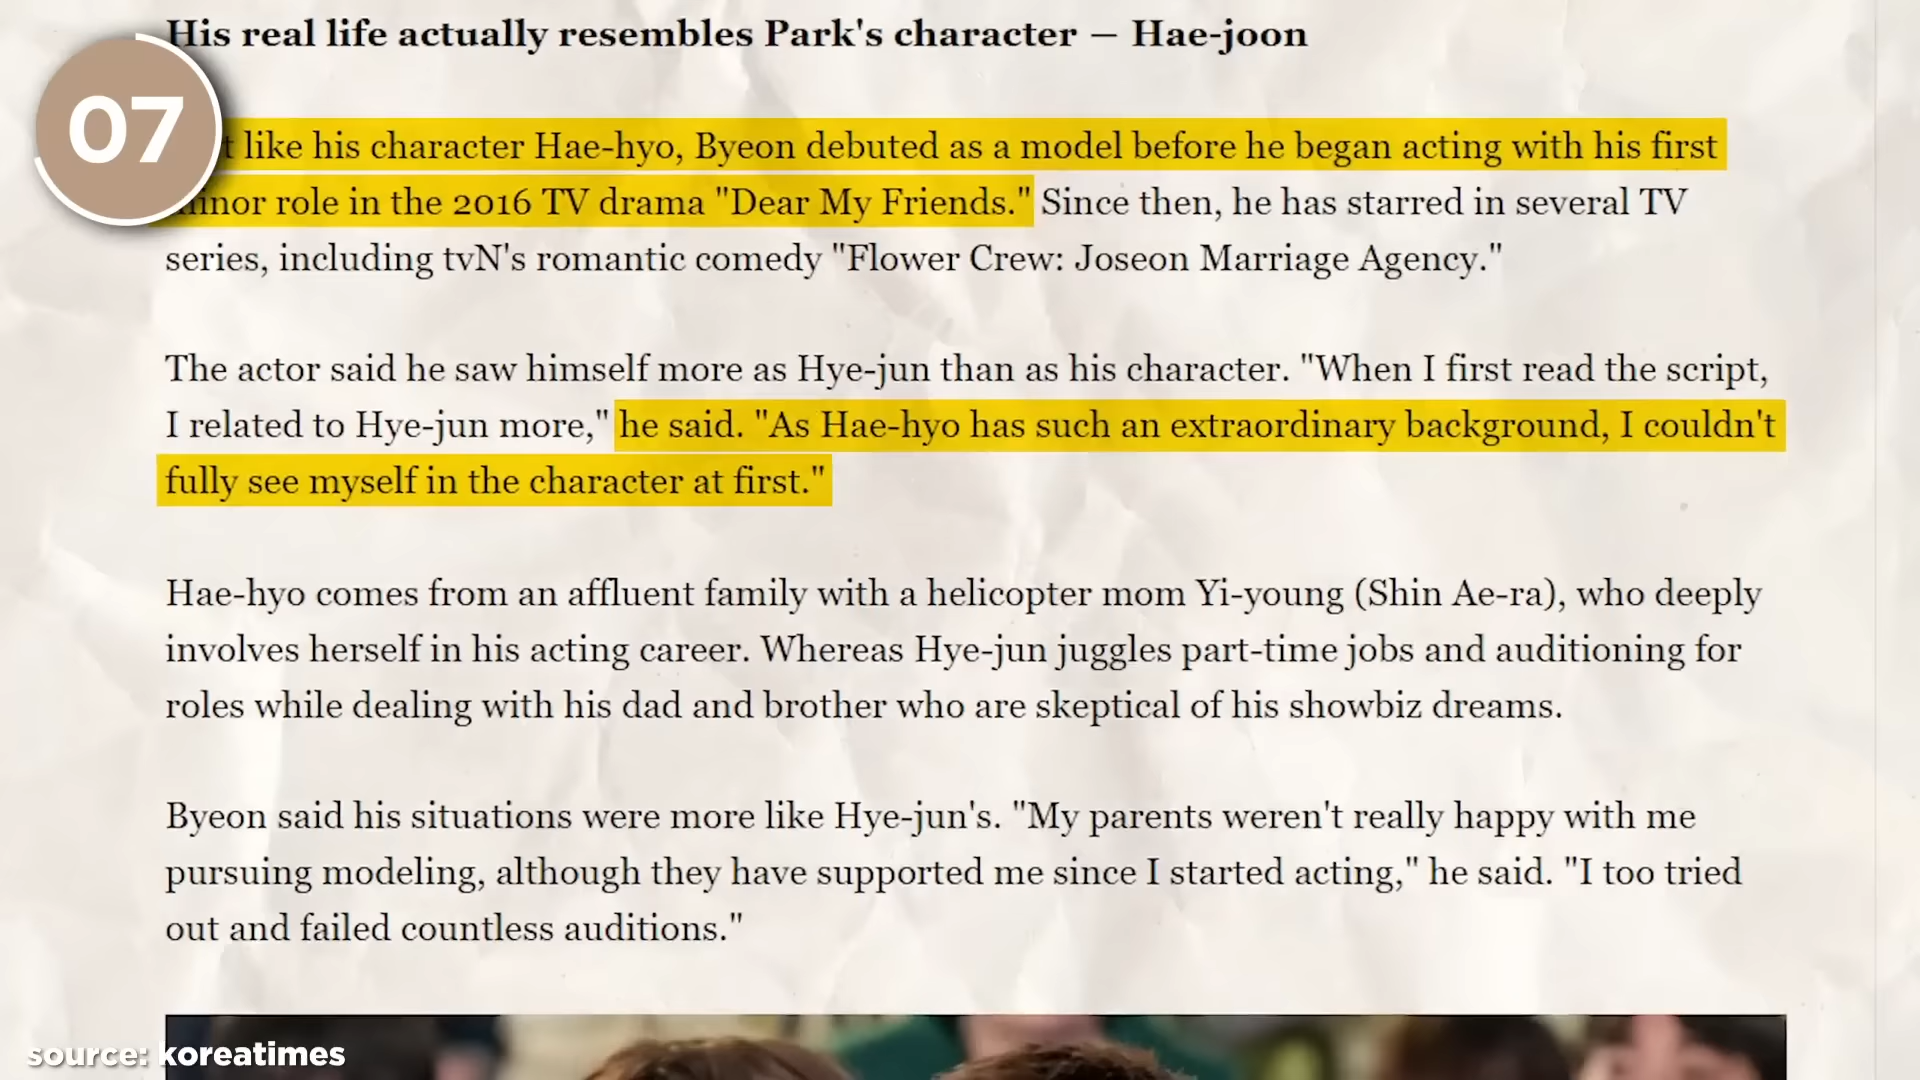 His real life actually resembles Park's character — Hae-joon
07
like his character Hae-hyo, Byeon debuted as a model before he began acting with his first
role in the 2016 TV drama "Dear My Friends." Since then, he has starred in several TV
series, including tvN's romantic comedy "Flower Crew: Joseon Marriage Agency."
The actor said he saw himself more as Hye-jun than as his character. "When I first read the script,
I related to Hye-jun more," he said. "As Hae-hyo has such an extraordinary background, I couldn't
fully see myself in the character at first."
Hae-hyo comes from an affluent family with a helicopter mom Yi-young (Shin Ae-ra), who deeply
involves herself in his acting career. Whereas Hye-jun juggles part-time jobs and auditioning for
roles while dealing with his dad and brother who are skeptical of his showbiz dreams.
Byeon said his situations were more like Hye-jun's. "My parents weren't really happy with me
pursuing modeling, although they have supported me since I started acting," he said. "I too tried
out and failed countless auditions."
source: koreatimes